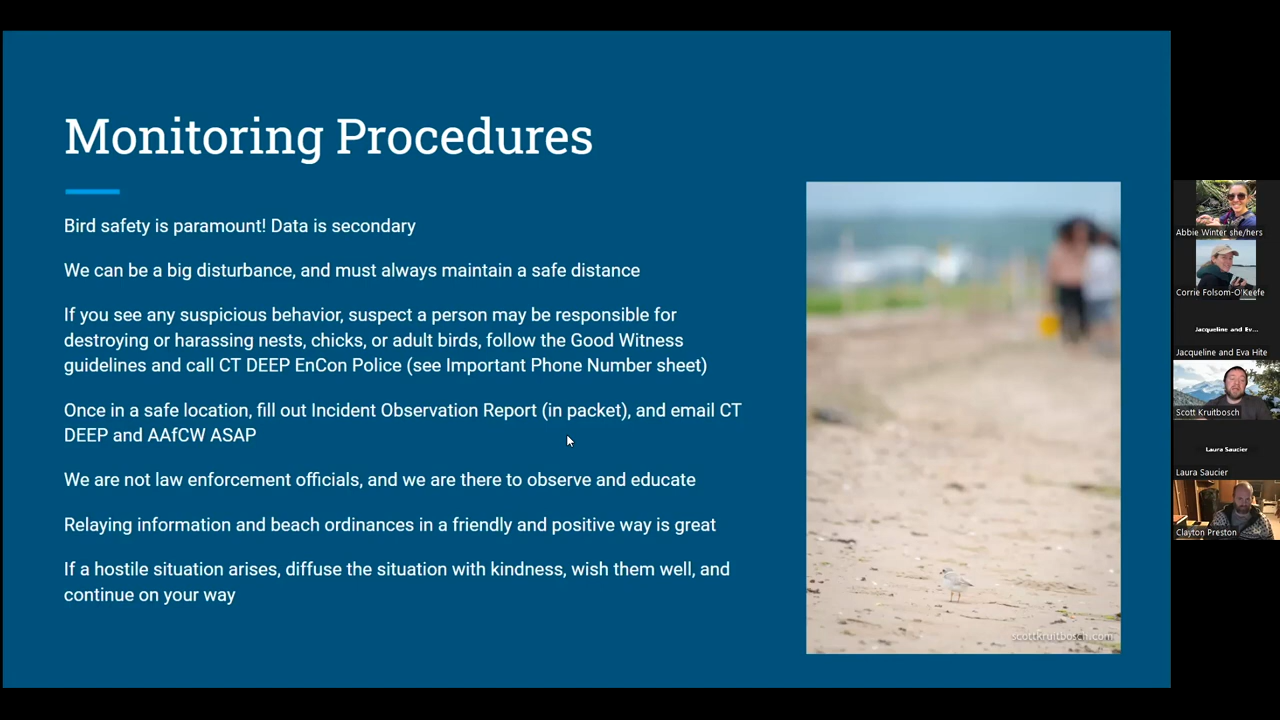 Monitoring Procedures
Bird safety is paramount! Data is secondary
We can be a big disturbance, and must always maintain a safe distance
If you see any suspicious behavior, suspect a person may be responsible for
destroying or harassing nests, chicks, or adult birds, follow the Good Witness
guidelines and call CT DEEP EnCon Police (see Important Phone Number sheet)
Once in a safe location, fill out Incident Observation Report (in packet), and email CT
DEEP and AAfCW ASAP
We are not law enforcement officials, and we are there to observe and educate
Relaying information and beach ordinances in a friendly and positive way is great
If a hostile situation arises, diffuse the situation with kindness, wish them well, and
continue on your way
scottkruitbosch.com
Abbie Winter she/hers
Corrie Folsom-O'Keefe
Jacqueline and Ev...
Jacqueline and Eva Hite
Scott Kruitbosch
Laura Saucier
Laura Saucier
Clayton Preston